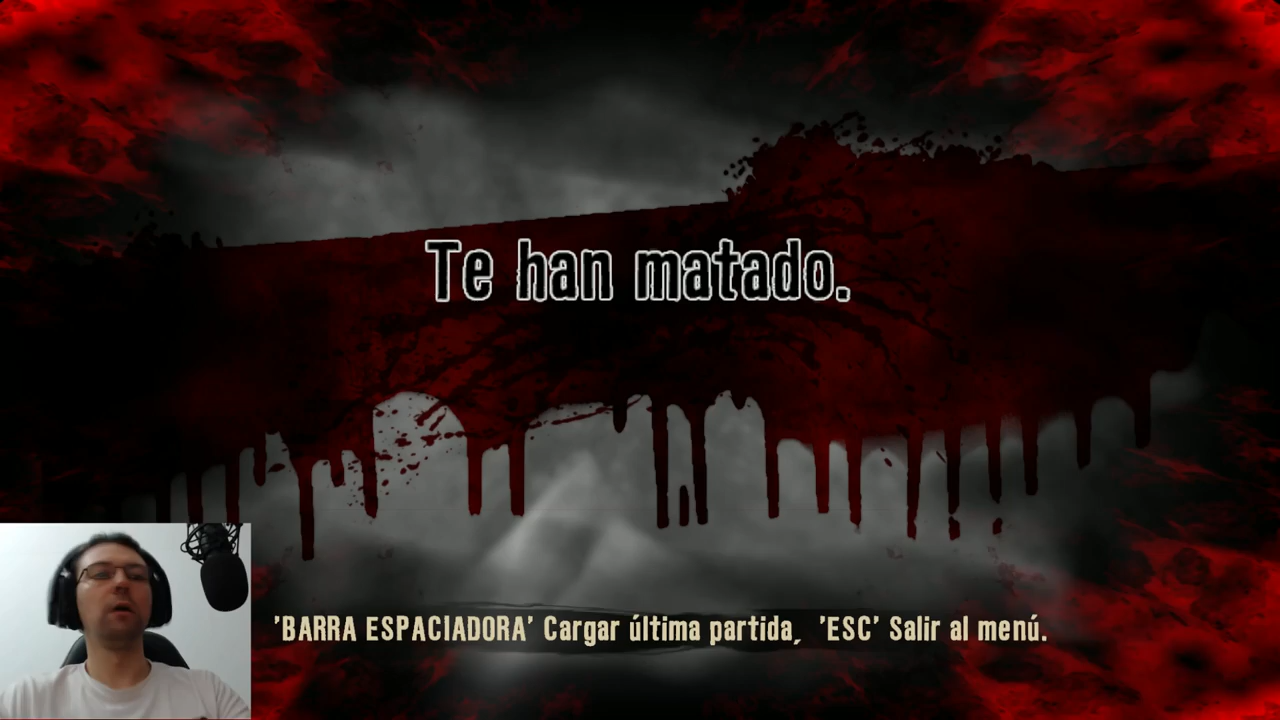 Te han matado.
'BARRA ESPACIADORA' Cargar última partida, 'ESC' Salir al menú.